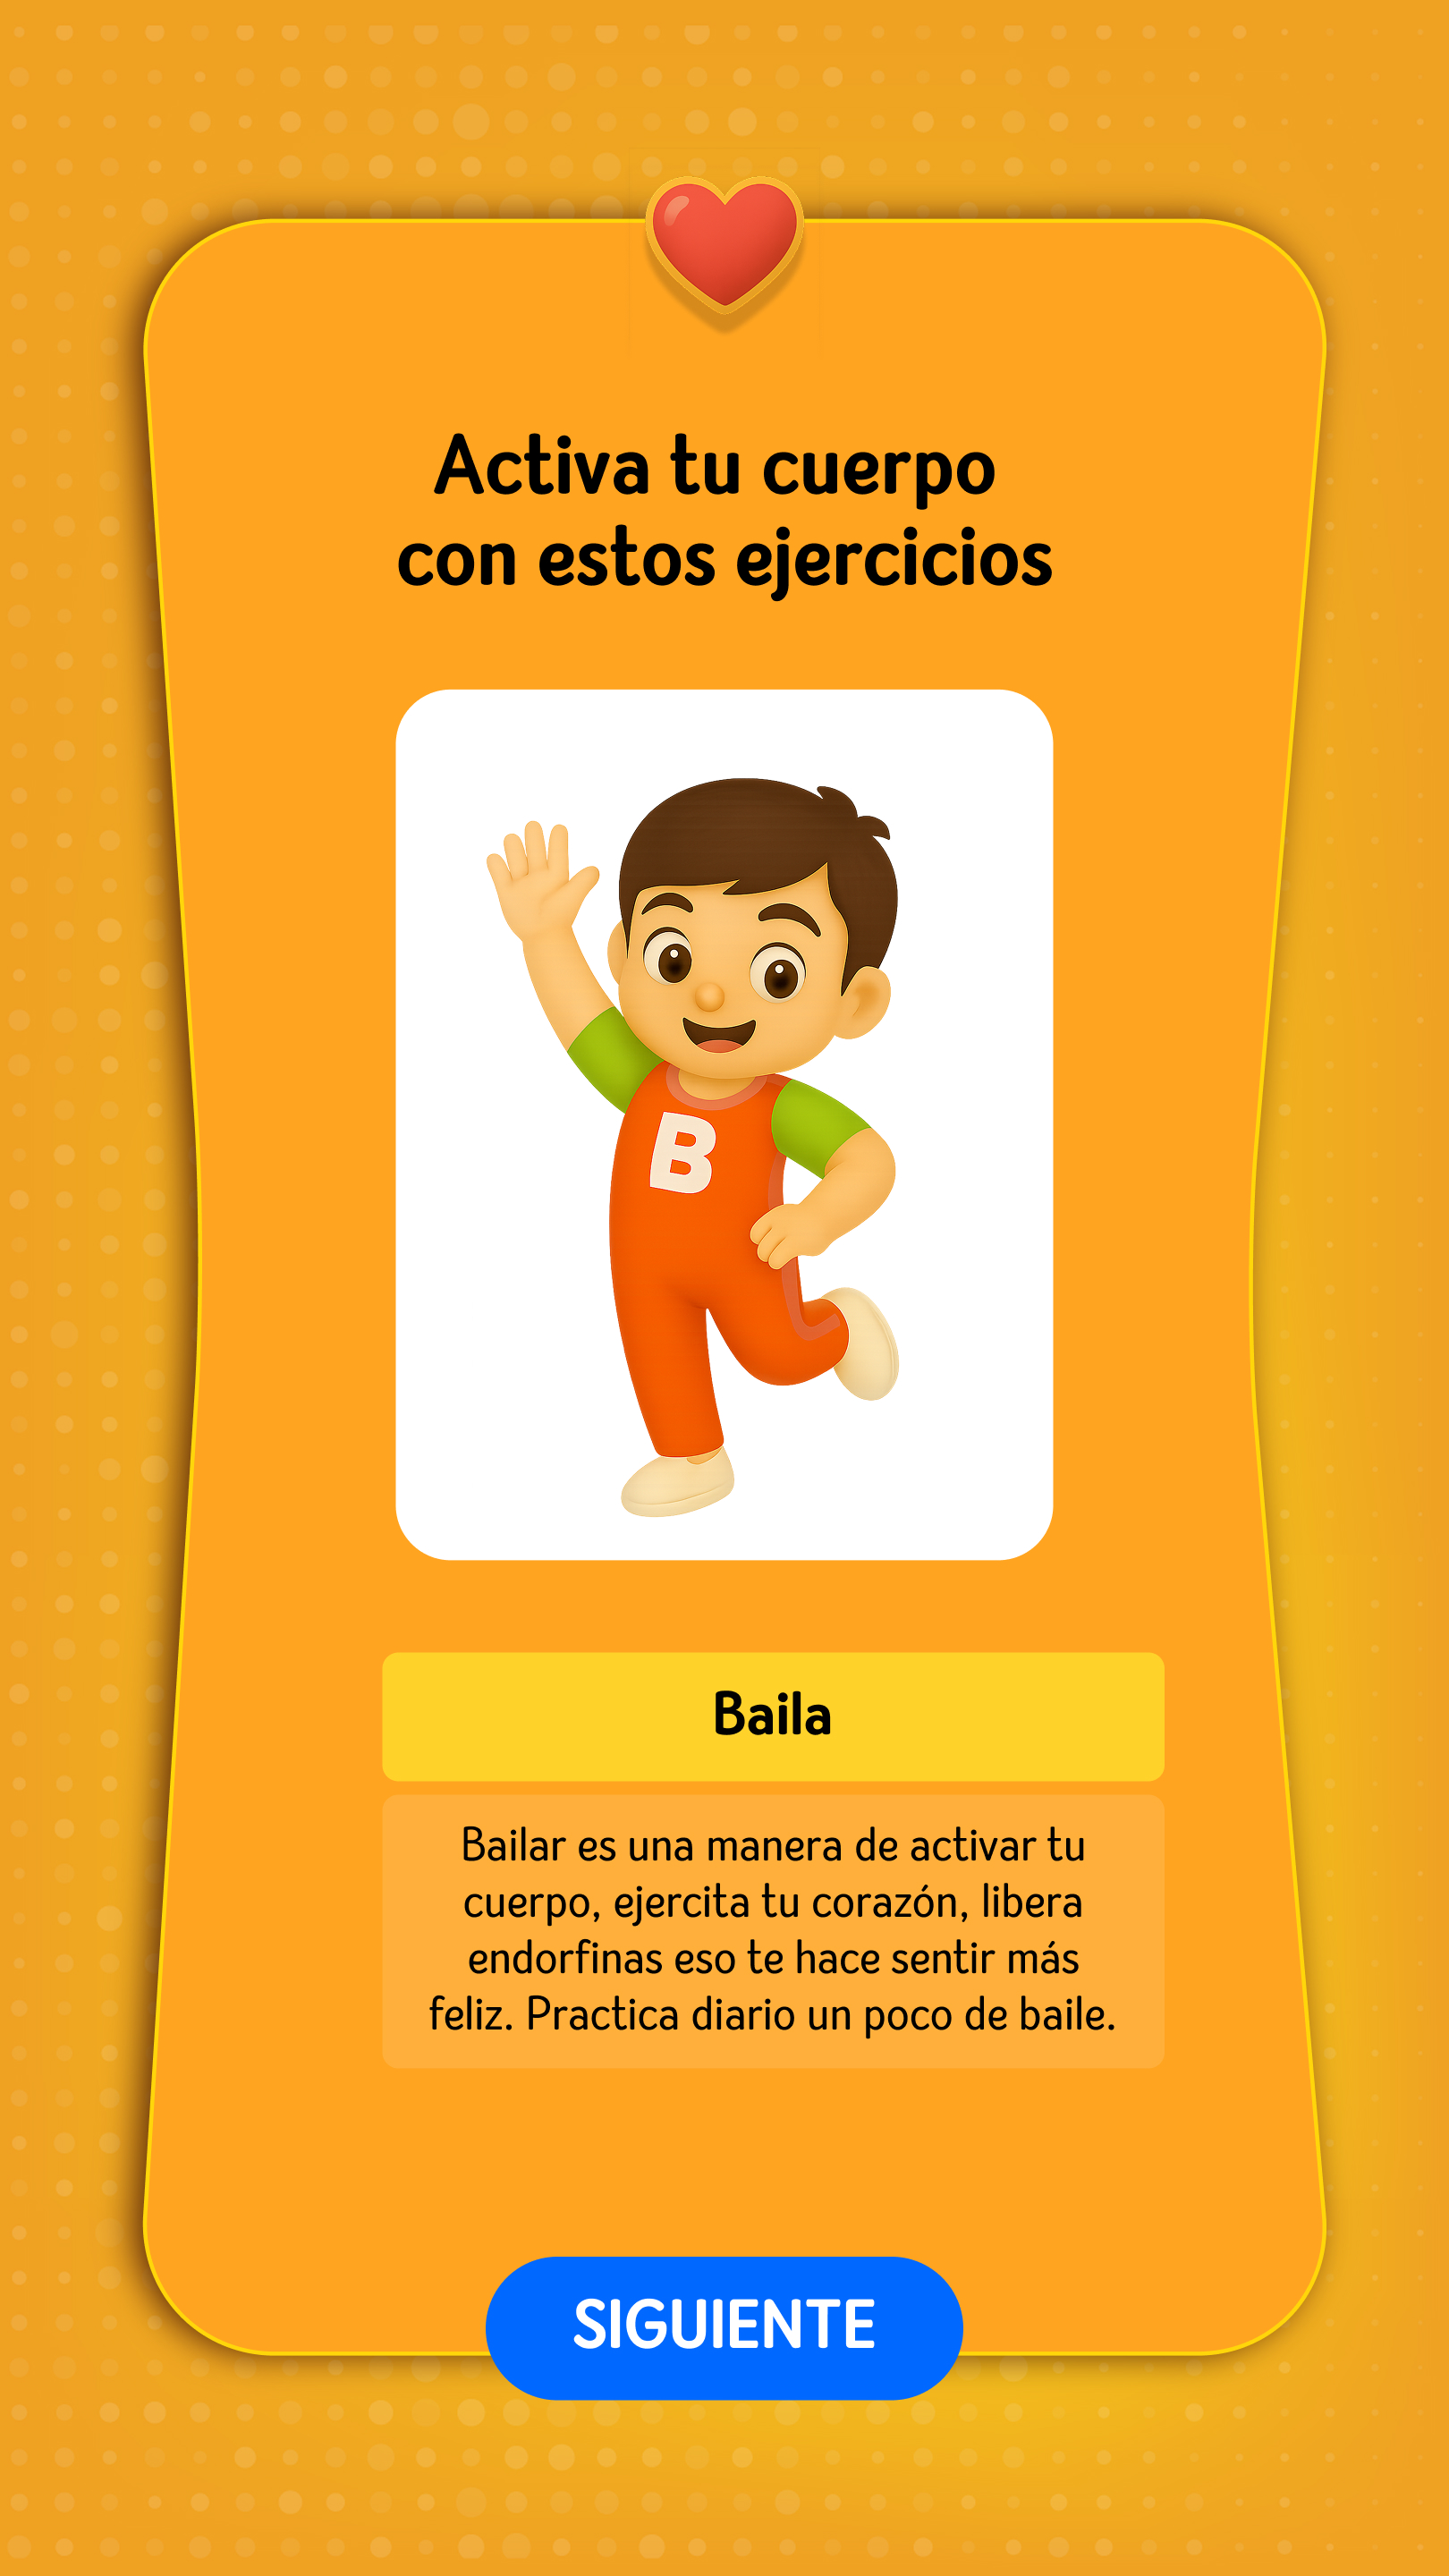 Activa tu cuerpo
con estos ejercicios
B
Baila
Bailar es una manera de activar tu
cuerpo, ejercita tu corazón, libera
endorfinas eso te hace sentir más
feliz. Practica diario un poco de baile.
SIGUIENTE